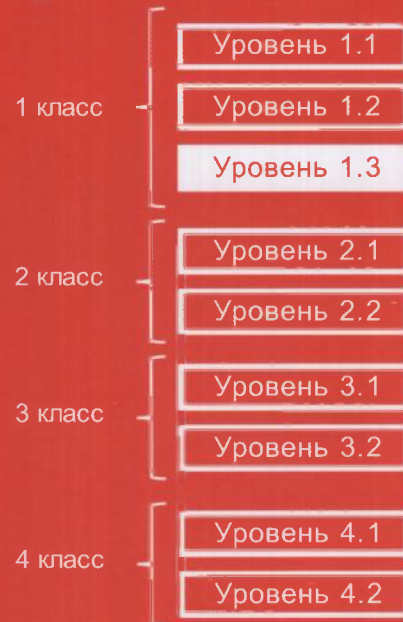 Уровень 1.1
1 класс
Уровень 1.2
Уровень 1.3
Уровень 2.1
2 класс
Уровень 2.2
Уровень 3.1
3 класс
Уровень 3.2
Уровень 4.1
4 класс
Уровень 4.2